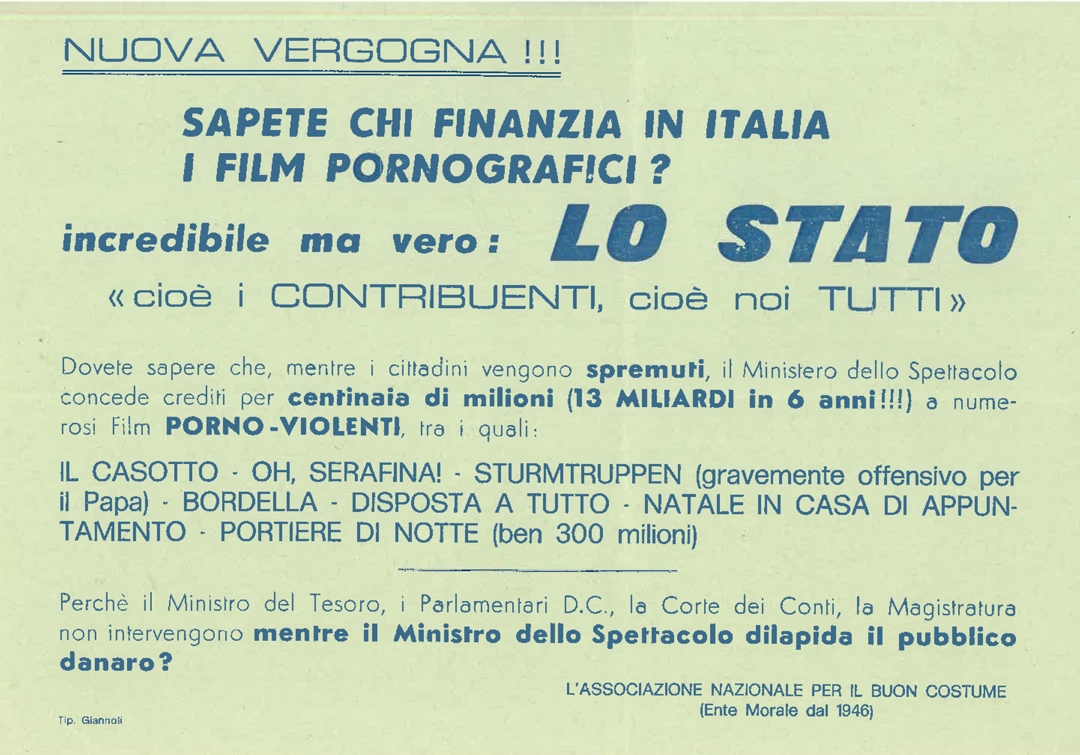 NUOVA VERGOGNA !!!
SAPETE CHI FINANZIA IN ITALIA
I FILM PORNOGRAFICI ?
incredibile ma vero : LO STATO
« cioè i CONTRIBUENTI, cioè noi TUTTI »
Dovete sapere che, mentre i cittadini vengono spremuti, il Ministero dello Spettacolo
concede crediti per centinaia di milioni (13 MILIARDI in 6 anni!!!) a nume-
rosi Film PORNO-VIOLENTI, tra i quali:
IL CASOTTO - OH, SERAFINA! - STURMTRUPPEN (gravemente offensivo per
il Papa) - BORDELLA - DISPOSTA A TUTTO - NATALE IN CASA DI APPUN-
TAMENTO - PORTIERE DI NOTTE (ben 300 milioni)
Perchè il Ministro del Tesoro, i Parlamentari D.C., la Corte dei Conti, la Magistratura
non intervengono mentre il Ministro dello Spettacolo dilapida il pubblico
danaro?
L'ASSOCIAZIONE NAZIONALE PER IL BUON COSTUME
(Ente Morale dal 1946)
Tip. Giannoli